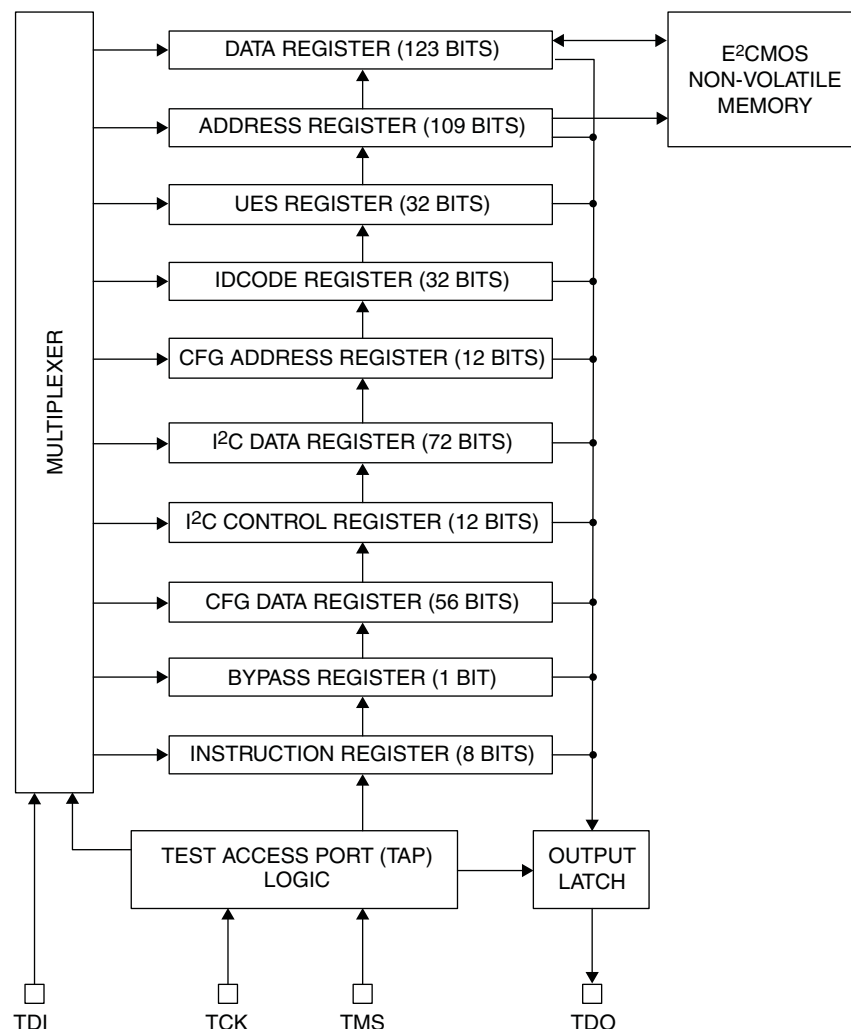 DATA REGISTER (123 BITS)
E²CMOS
NON-VOLATILE
MEMORY
ADDRESS REGISTER (109 BITS)
UES REGISTER (32 BITS)
IDCODE REGISTER (32 BITS)
MULTIPLEXER
CFG ADDRESS REGISTER (12 BITS)
I²C DATA REGISTER (72 BITS)
I²C CONTROL REGISTER (12 BITS)
CFG DATA REGISTER (56 BITS)
BYPASS REGISTER (1 BIT)
INSTRUCTION REGISTER (8 BITS)
TEST ACCESS PORT (TAP)
LOGIC
OUTPUT
LATCH
TDI
TCK
TMS
TDO